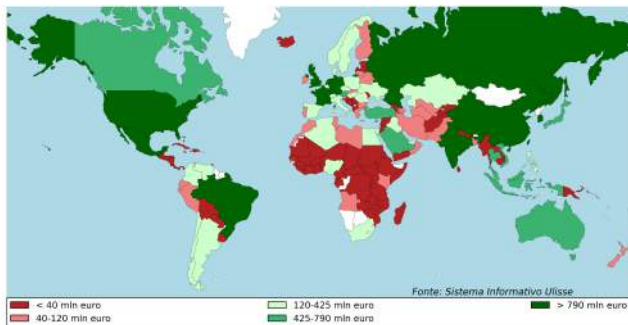 Fonte: Sistema Informativo Ulisse
< 40 mln euro
40-120 mln euro
120-425 mln euro
425-790 mln euro
> 790 mln euro